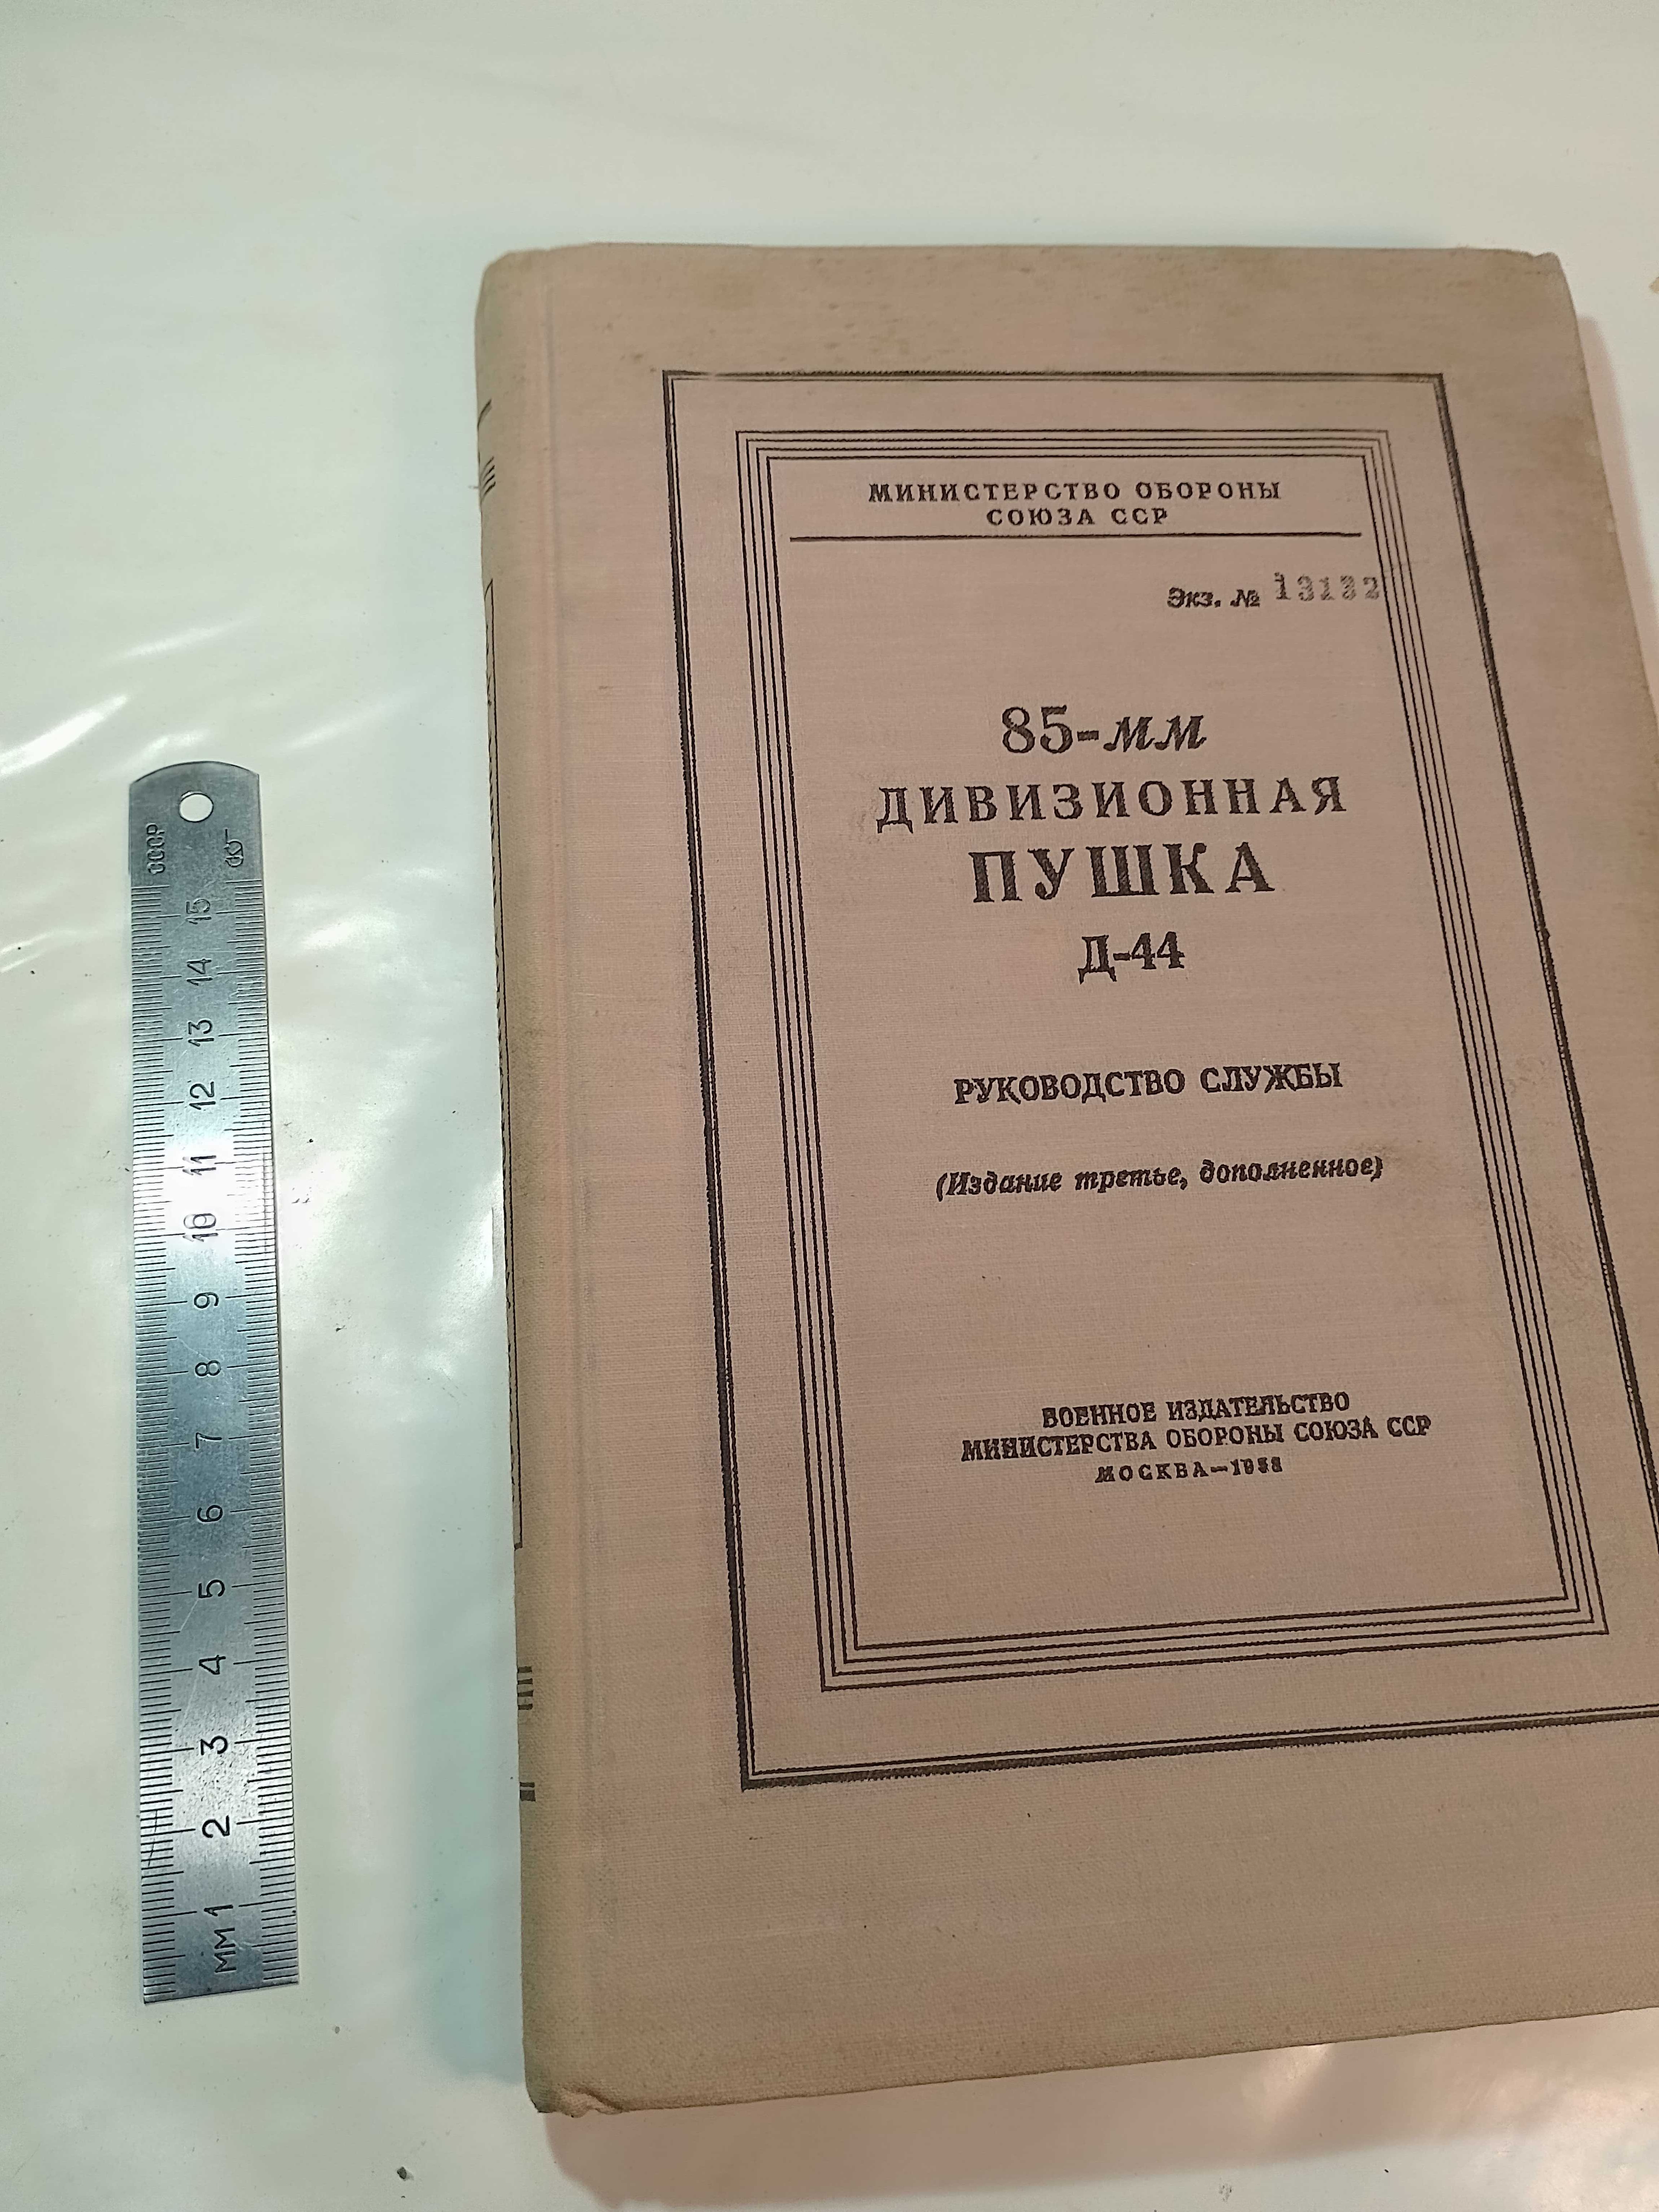 МИНИСТЕРСТВО ОБОРОНЫ
СОЮЗА ССР
Экз. № 13132
85-мм
ДИВИЗИОННАЯ
ПУШКА
Д-44
РУКОВОДСТВО СЛУЖБЫ
(Издание третье, дополненное)
ВОЕННОЕ ИЗДАТЕЛЬСТВО
МИНИСТЕРСТВА ОБОРОНЫ СОЮЗА ССР
МОСКВА—1958
СССР
15
14
13
12
11
10
9
8
7
6
5
4
3
2
ММ 1